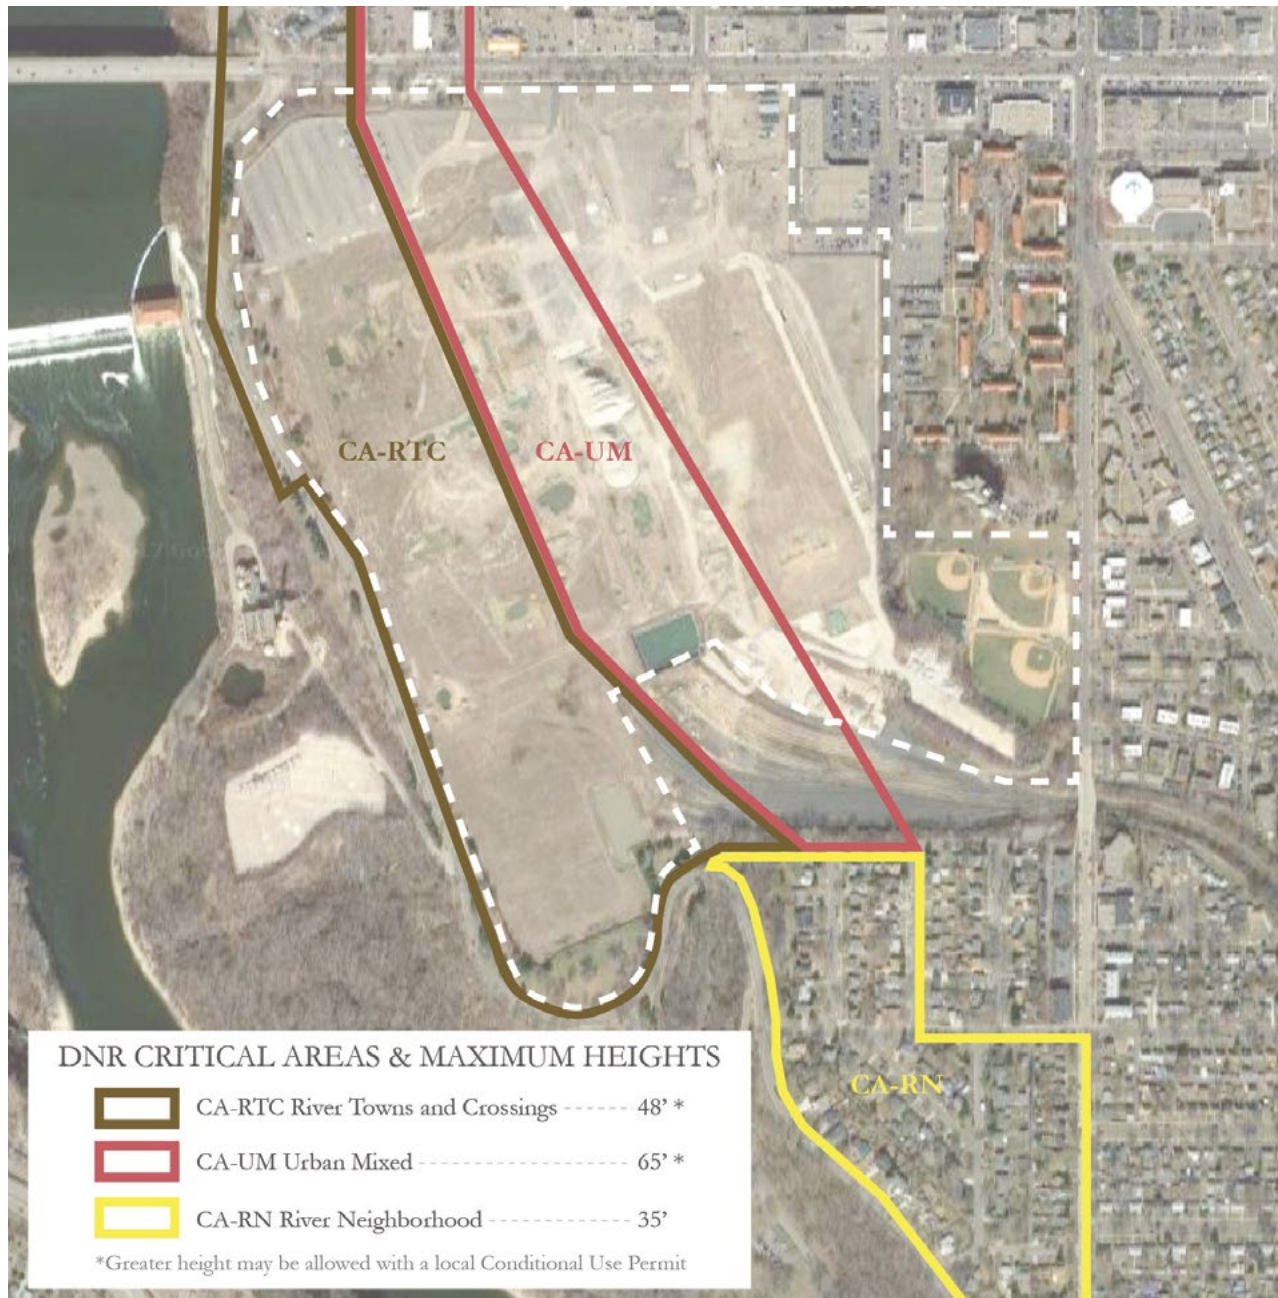 CA-RTC
CA-UM
CA-RN
DNR CRITICAL AREAS & MAXIMUM HEIGHTS
CA-RTC River Towns and Crossings ------ 48' *
CA-UM Urban Mixed ------------------- 65' *
CA-RN River Neighborhood ------------ 35'
*Greater height may be allowed with a local Conditional Use Permit